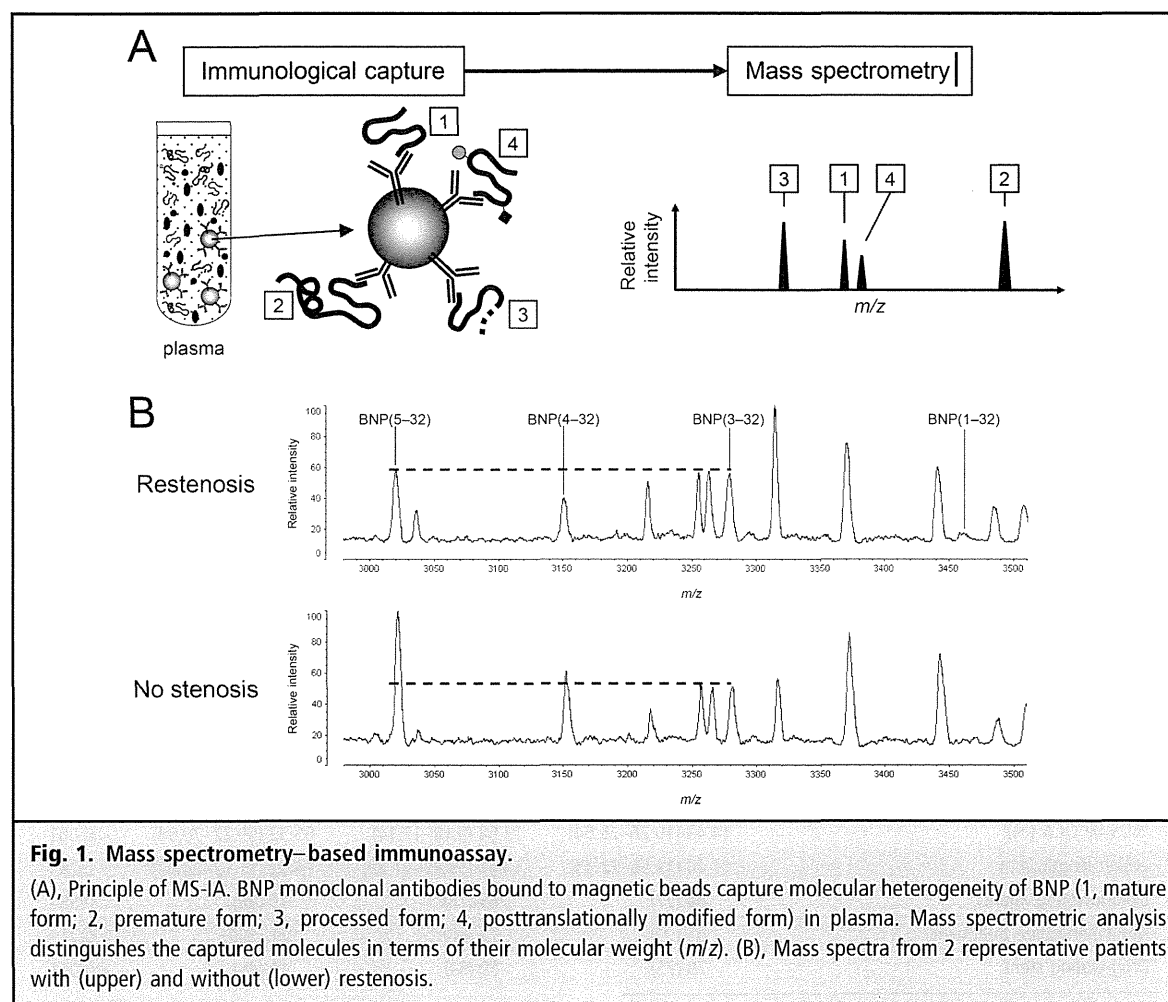 A
Immunological capture
Mass spectrometry
1
4
2
3
plasma
3
1
4
2
Relative
intensity
m/z
B
Restenosis
BNP(5–32)
BNP(4–32)
BNP(3–32)
BNP(1–32)
Relative intensity
100
80
60
40
20
0
3000
3050
3100
3150
3200
3250
3300
3350
3400
3450
3500
m/z
No stenosis
Relative intensity
100
80
60
40
20
0
3000
3050
3100
3150
3200
3250
3300
3350
3400
3450
3500
m/z
Fig. 1. Mass spectrometry–based immunoassay.
(A), Principle of MS-IA. BNP monoclonal antibodies bound to magnetic beads capture molecular heterogeneity of BNP (1, mature
form; 2, premature form; 3, processed form; 4, posttranslationally modified form) in plasma. Mass spectrometric analysis
distinguishes the captured molecules in terms of their molecular weight (m/z). (B), Mass spectra from 2 representative patients
with (upper) and without (lower) restenosis.